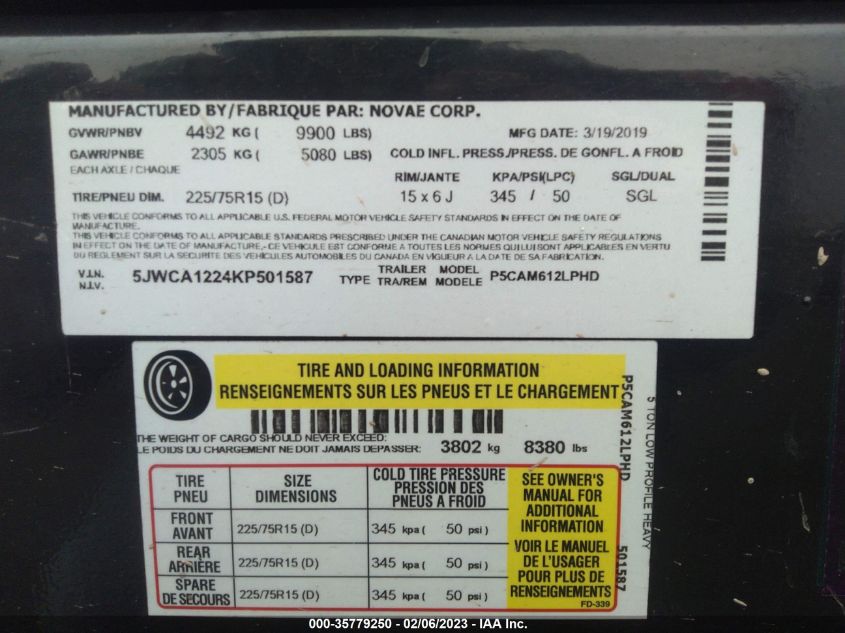 MANUFACTURED BY/FABRIQUE PAR: NOVAE CORP.
GVWR/PNBV 4492 KG ( 9900 LBS) MFG DATE: 3/19/2019
GAWR/PNBE 2305 KG ( 5080 LBS) COLD INFL. PRESS./PRESS. DE GONFL. A FROID
EACH AXLE / CHAQUE
RIM/JANTE KPA/PSI(LPC) SGL/DUAL
TIRE/PNEU DIM. 225/75R15 (D) 15 x 6 J 345 / 50 SGL
THIS VEHICLE CONFORMS TO ALL APPLICABLE U.S. FEDERAL MOTOR VEHICLE SAFETY STANDARDS IN EFFECT ON THE DATE OF
MANUFACTURE.
THIS VEHICLE CONFORMS TO ALL APPLICABLE STANDARDS PRESCRIBED UNDER THE CANADIAN MOTOR VEHICLE SAFETY REGULATIONS
IN EFFECT ON THE DATE OF MANUFACTURE.- CE VEHICULE EST CONFORME A TOUTES LES NORMES QUI LUI SONT APPLICABLES EN VERTU
DU REGLEMENT SUR LA SECURITE DES VEHICULES AUTOMOBILES DU CANADA EN VIGUEUR A LA DATE DE SA FABRICATION.
V.I.N. 5JWCA1224KP501587 TRAILER MODEL P5CAM612LPHD
N.I.V. TYPE TRA/REM MODELE
TIRE AND LOADING INFORMATION
RENSEIGNEMENTS SUR LES PNEUS ET LE CHARGEMENT
THE WEIGHT OF CARGO SHOULD NEVER EXCEED:
LE POIDS DU CHARGEMENT NE DOIT JAMAIS DEPASSER: 3802 kg 8380 lbs
TIRE SIZE COLD TIRE PRESSURE
PNEU DIMENSIONS PRESSION DES
PNEUS A FROID
FRONT
AVANT 225/75R15 (D) 345 kpa ( 50 psi )
REAR
ARRIÈRE 225/75R15 (D) 345 kpa ( 50 psi )
SPARE
DE SECOURS 225/75R15 (D) 345 kpa ( 50 psi )
SEE OWNER'S
MANUAL FOR
ADDITIONAL
INFORMATION
VOIR LE MANUEL
DE L'USAGER
POUR PLUS DE
RENSEIGNEMENTS
FD-339
P5CAM612LPHD 501587
5 TON LOW PROFILE HEAVY
000-35779250 - 02/06/2023 - IAA Inc.